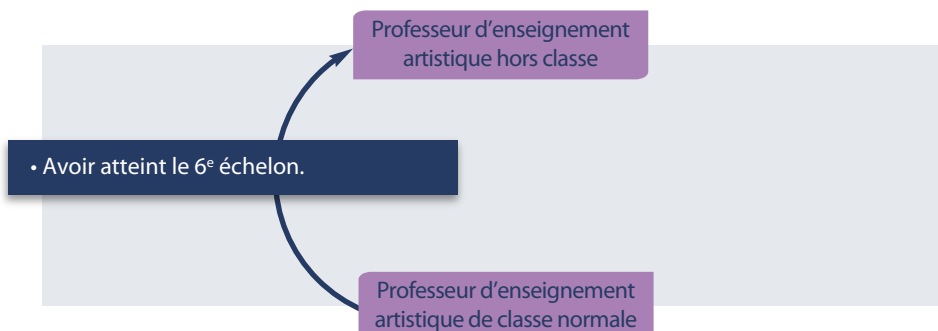 Professeur d’enseignement
artistique hors classe
• Avoir atteint le 6e échelon.
Professeur d’enseignement
artistique de classe normale